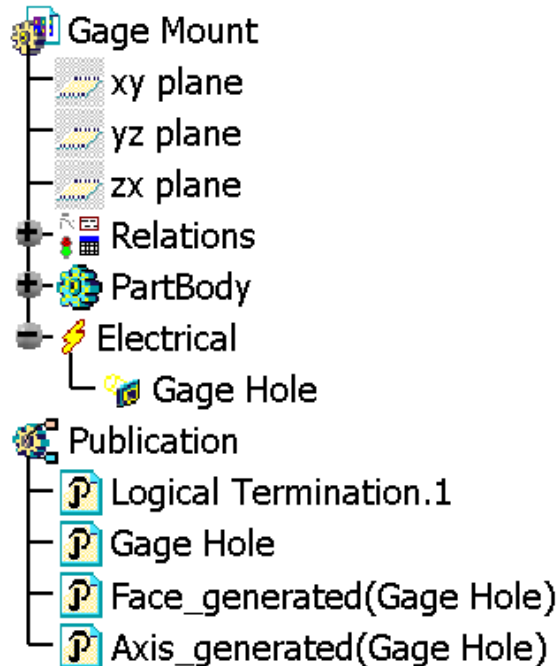 Gage Mount
xy plane
yz plane
zx plane
Relations
PartBody
Electrical
Gage Hole
Publication
Logical Termination.1
Gage Hole
Face_generated(Gage Hole)
Axis_generated(Gage Hole)